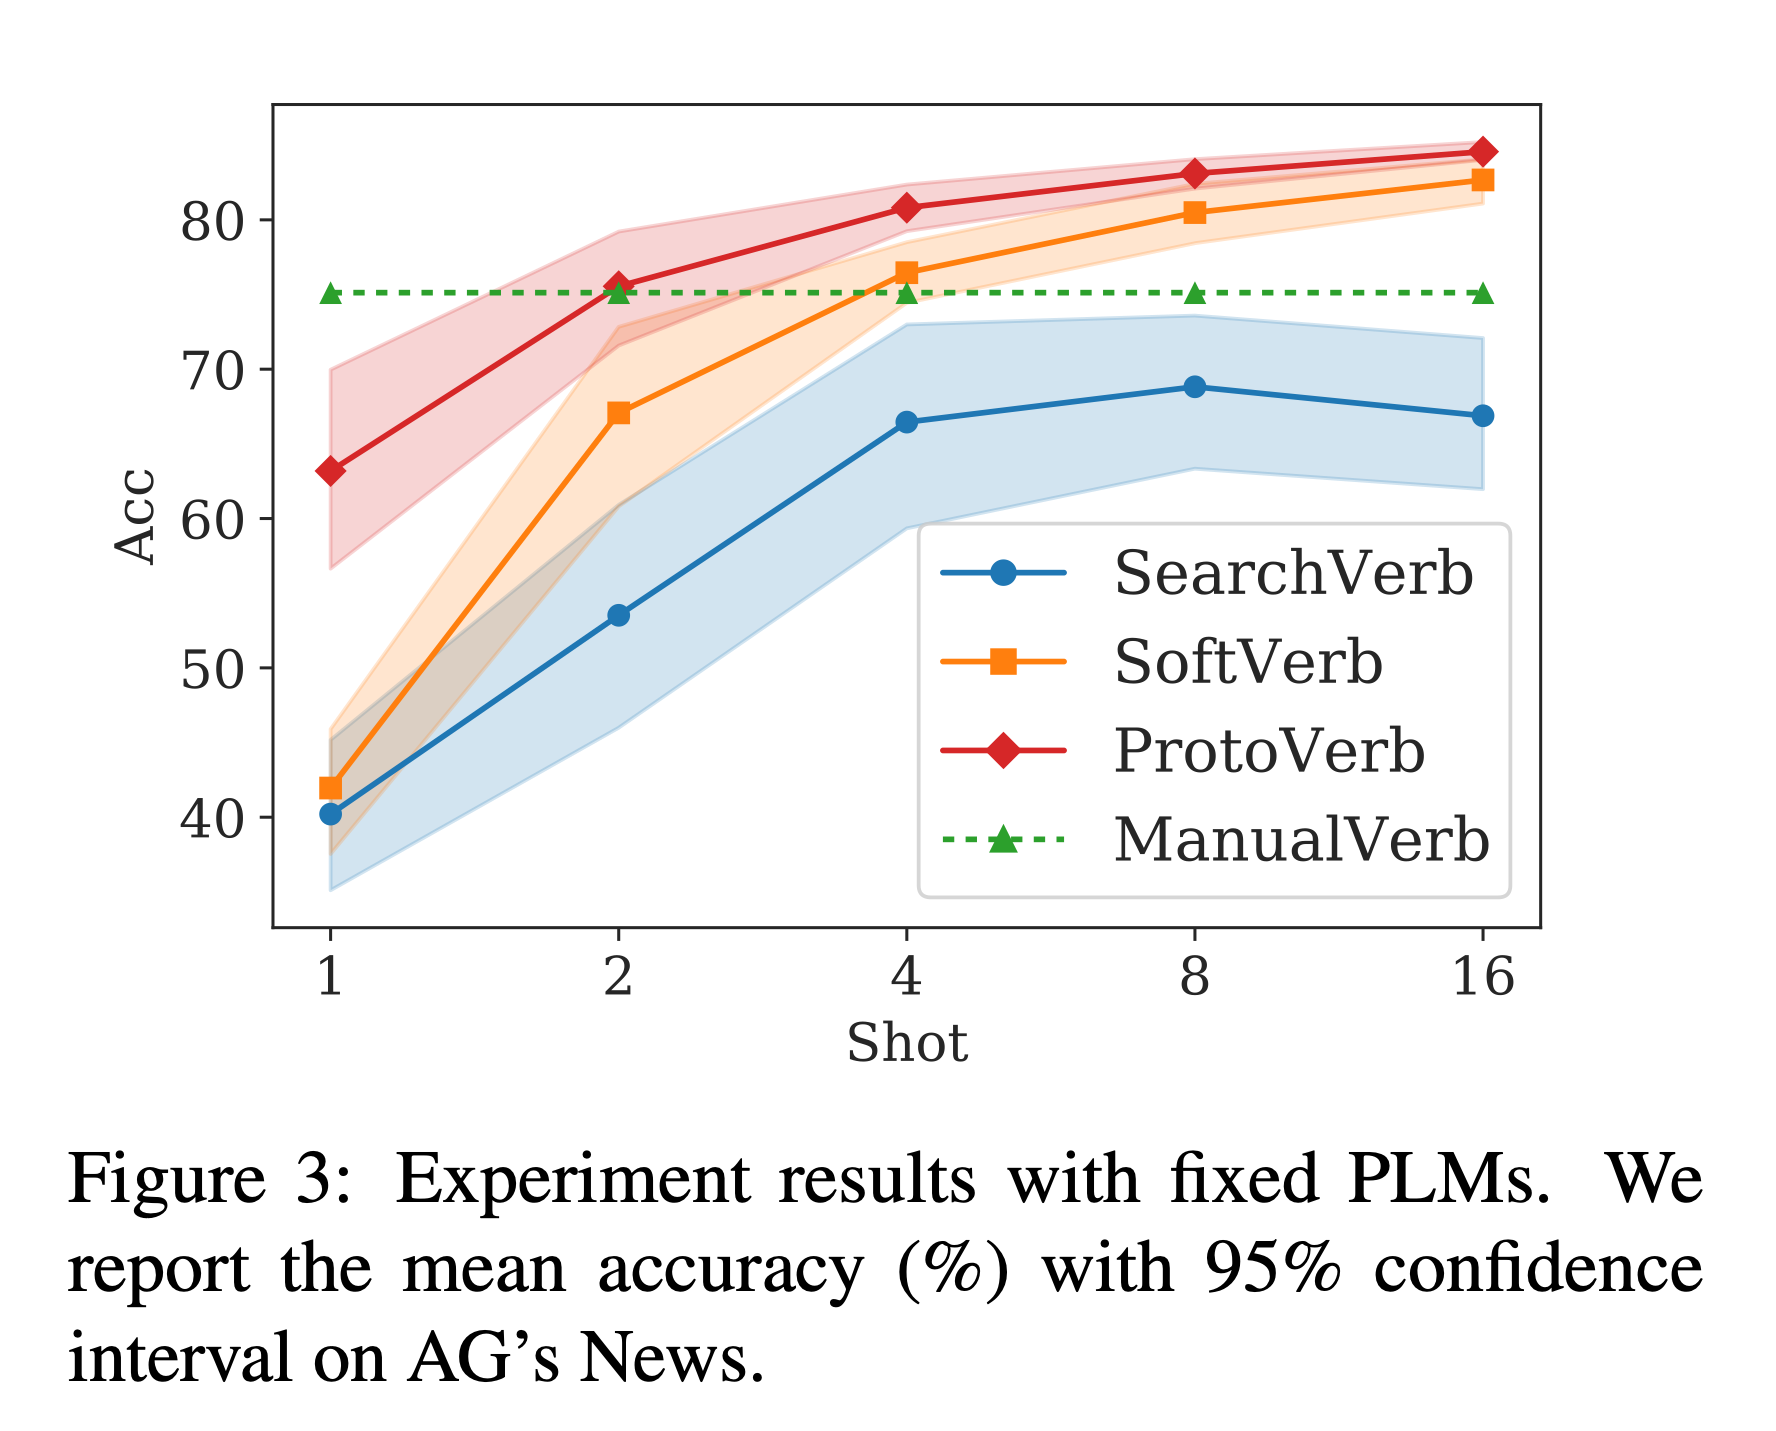 80
70
60
50
40
Acc
SearchVerb
SoftVerb
ProtoVerb
ManualVerb
1 2 4 8 16
Shot
Figure 3: Experiment results with fixed PLMs. We
report the mean accuracy (%) with 95% confidence
interval on AG’s News.